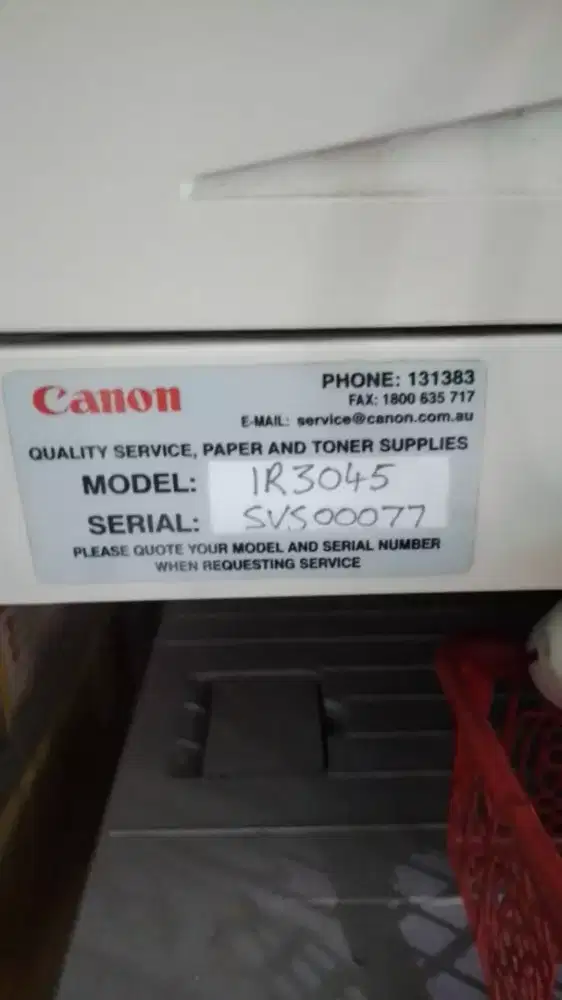 Canon
PHONE: 131383
FAX: 1800 635 717
E-MAIL: service@canon.com.au
QUALITY SERVICE, PAPER AND TONER SUPPLIES
MODEL: IR3045
SERIAL: SVS00077
PLEASE QUOTE YOUR MODEL AND SERIAL NUMBER
WHEN REQUESTING SERVICE